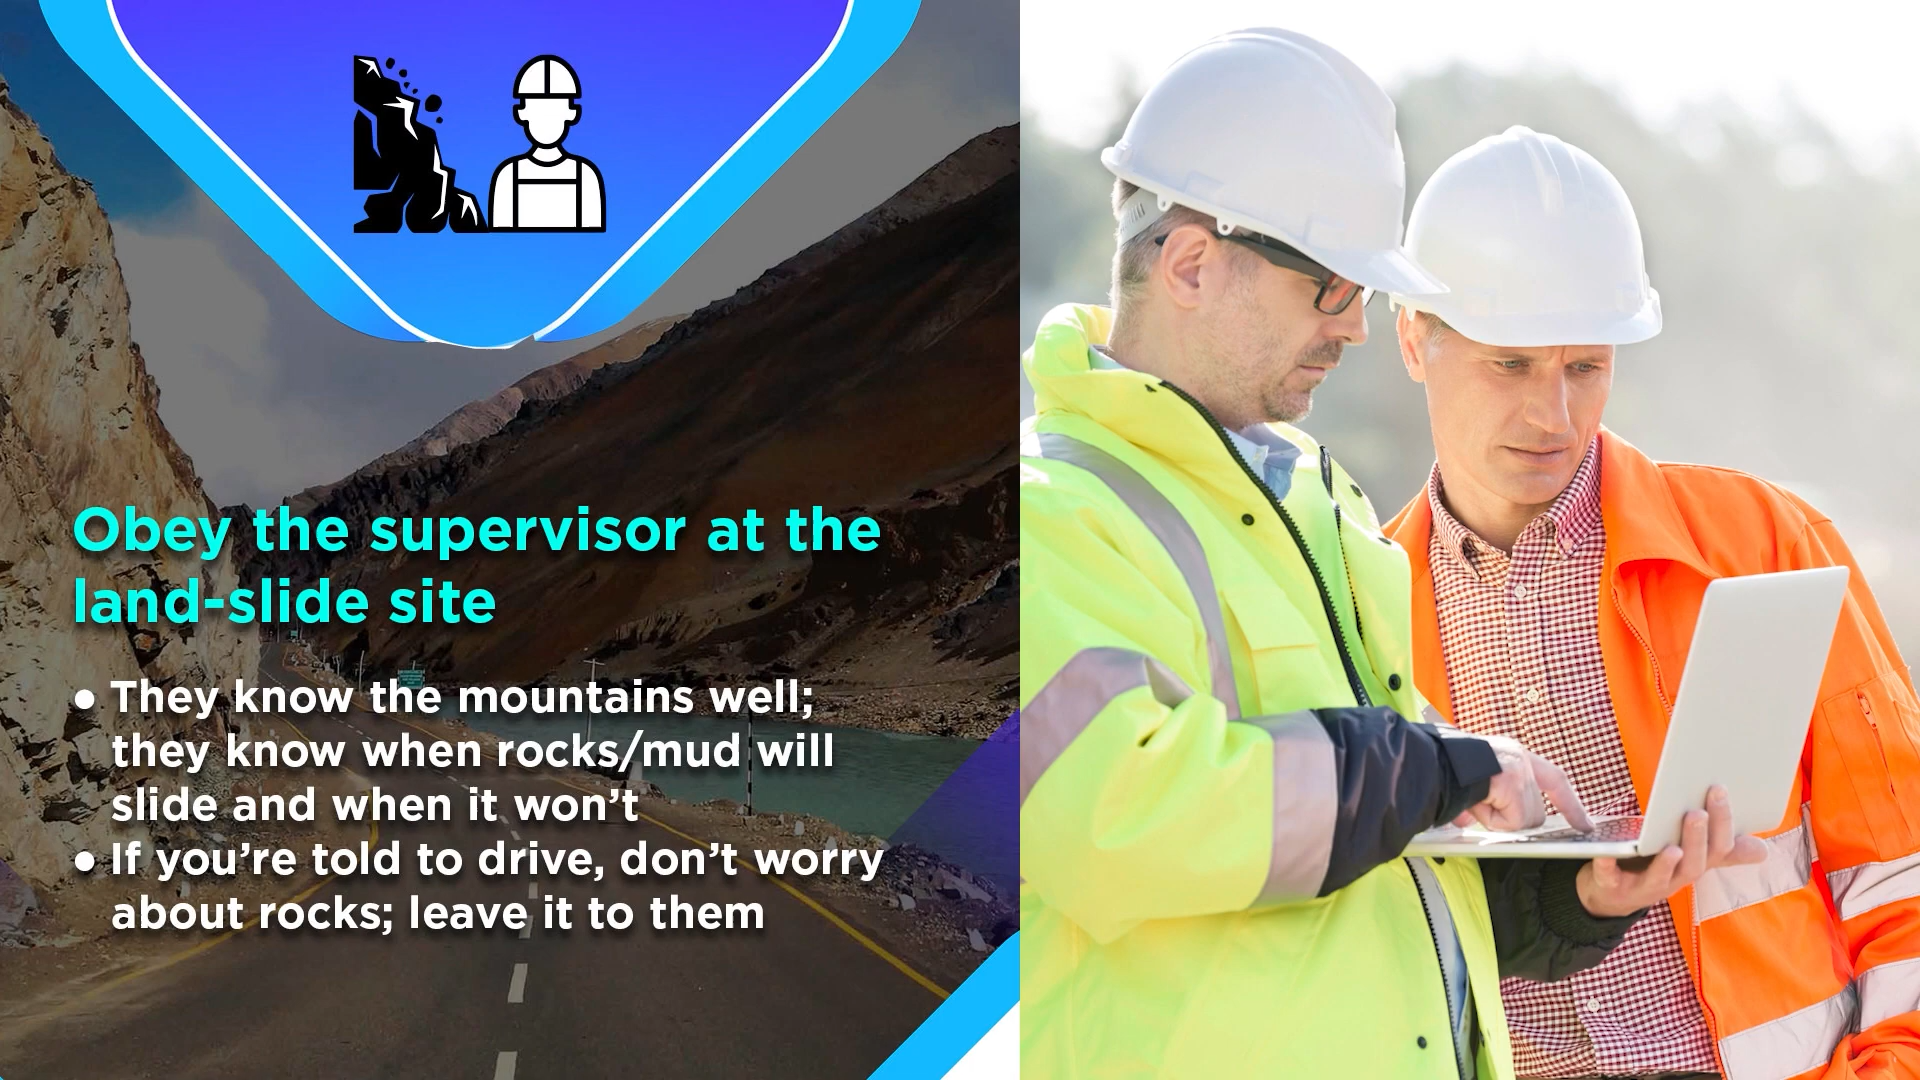 Obey the supervisor at the
land-slide site
● They know the mountains well;
they know when rocks/mud will
slide and when it won’t
● If you’re told to drive, don’t worry
about rocks; leave it to them